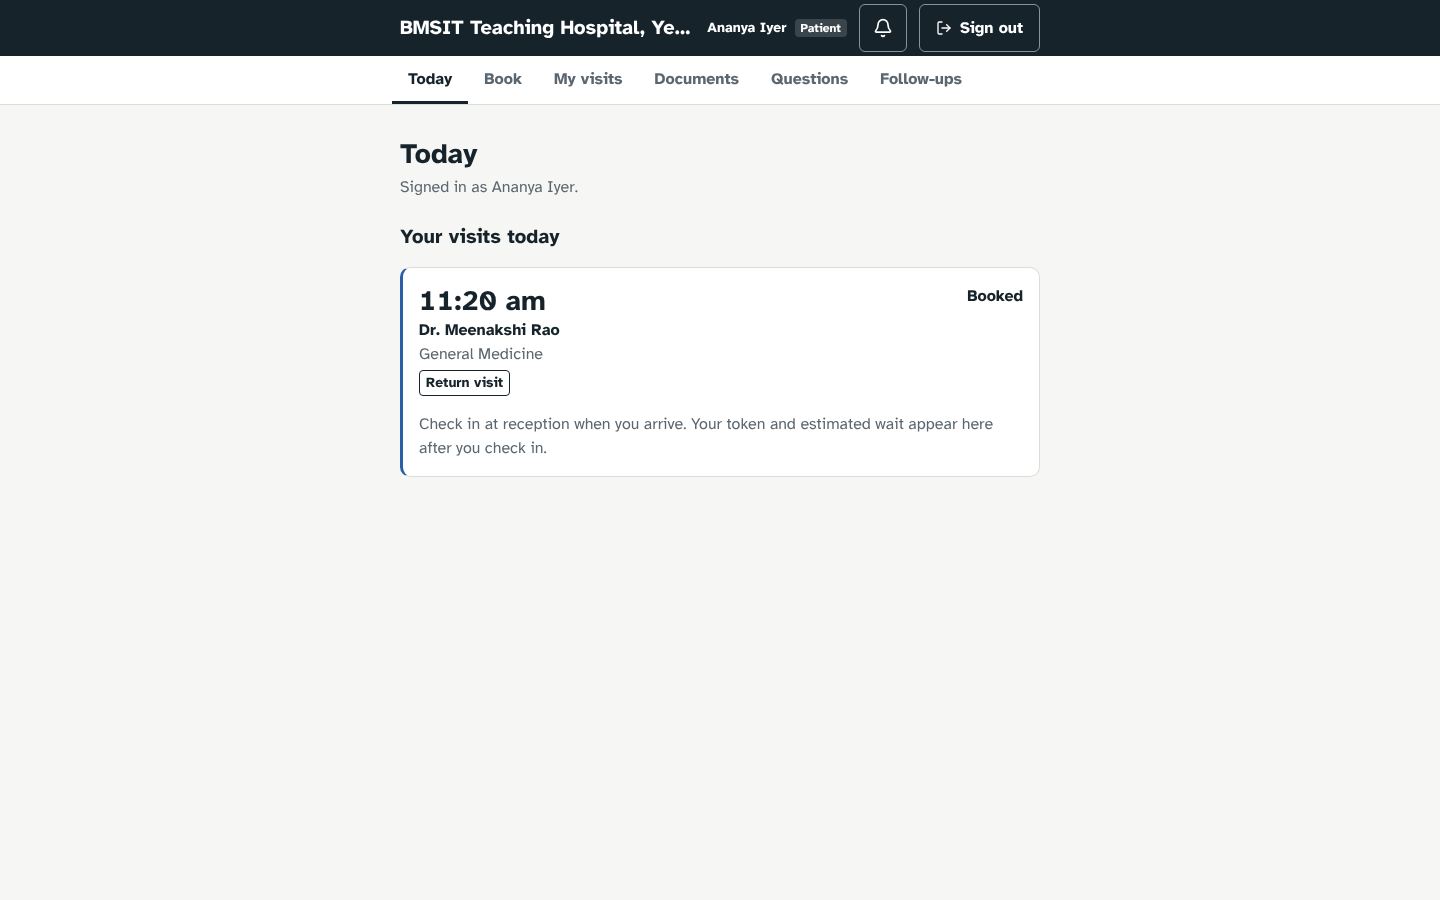 BMSIT Teaching Hospital, Ye...
Ananya Iyer
Patient
Sign out
Today
Book
My visits
Documents
Questions
Follow-ups
Today
Signed in as Ananya Iyer.
Your visits today
11:20 am
Booked
Dr. Meenakshi Rao
General Medicine
Return visit
Check in at reception when you arrive. Your token and estimated wait appear here
after you check in.